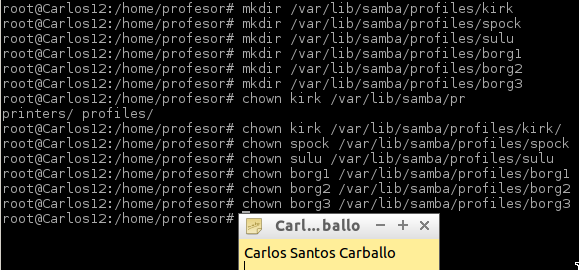 root@Carlos12:/home/profesor# mkdir /var/lib/samba/profiles/kirk
root@Carlos12:/home/profesor# mkdir /var/lib/samba/profiles/spock
root@Carlos12:/home/profesor# mkdir /var/lib/samba/profiles/sulu
root@Carlos12:/home/profesor# mkdir /var/lib/samba/profiles/borg1
root@Carlos12:/home/profesor# mkdir /var/lib/samba/profiles/borg2
root@Carlos12:/home/profesor# mkdir /var/lib/samba/profiles/borg3
root@Carlos12:/home/profesor# chown kirk /var/lib/samba/pr
printers/ profiles/
root@Carlos12:/home/profesor# chown kirk /var/lib/samba/profiles/kirk/
root@Carlos12:/home/profesor# chown spock /var/lib/samba/profiles/spock
root@Carlos12:/home/profesor# chown sulu /var/lib/samba/profiles/sulu
root@Carlos12:/home/profesor# chown borg1 /var/lib/samba/profiles/borg1
root@Carlos12:/home/profesor# chown borg2 /var/lib/samba/profiles/borg2
root@Carlos12:/home/profesor# chown borg3 /var/lib/samba/profiles/borg3
root@Carlos12:/home/profesor#
Carl...ballo
Carlos Santos Carballo